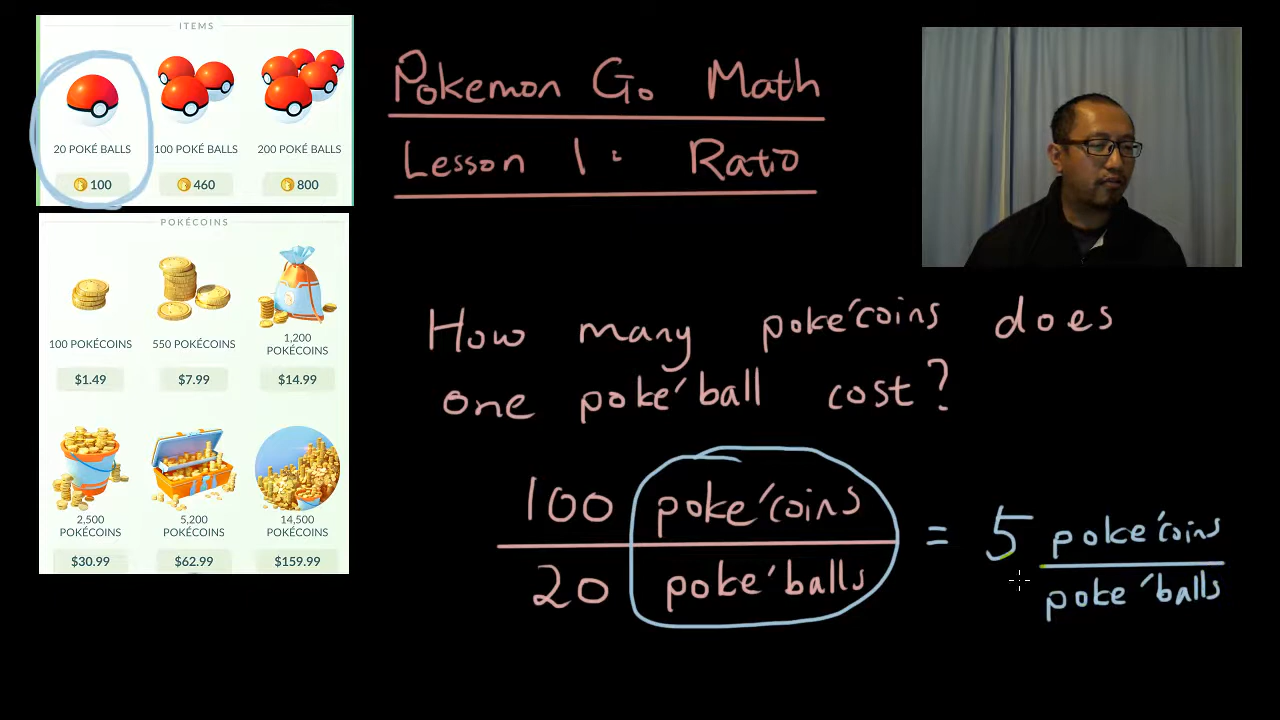 ITEMS
20 POKÉ BALLS 100 POKÉ BALLS 200 POKÉ BALLS
100 460 800
POKÉCOINS
100 POKÉCOINS 550 POKÉCOINS 1,200 POKÉCOINS
$1.49 $7.99 $14.99
2,500 POKÉCOINS 5,200 POKÉCOINS 14,500 POKÉCOINS
$30.99 $62.99 $159.99
Pokemon Go Math
Lesson 1: Ratio
How many poke'coins does
one poke'ball cost?
100 poke'coins
20 poke'balls
= 5 poke'coins
poke'balls